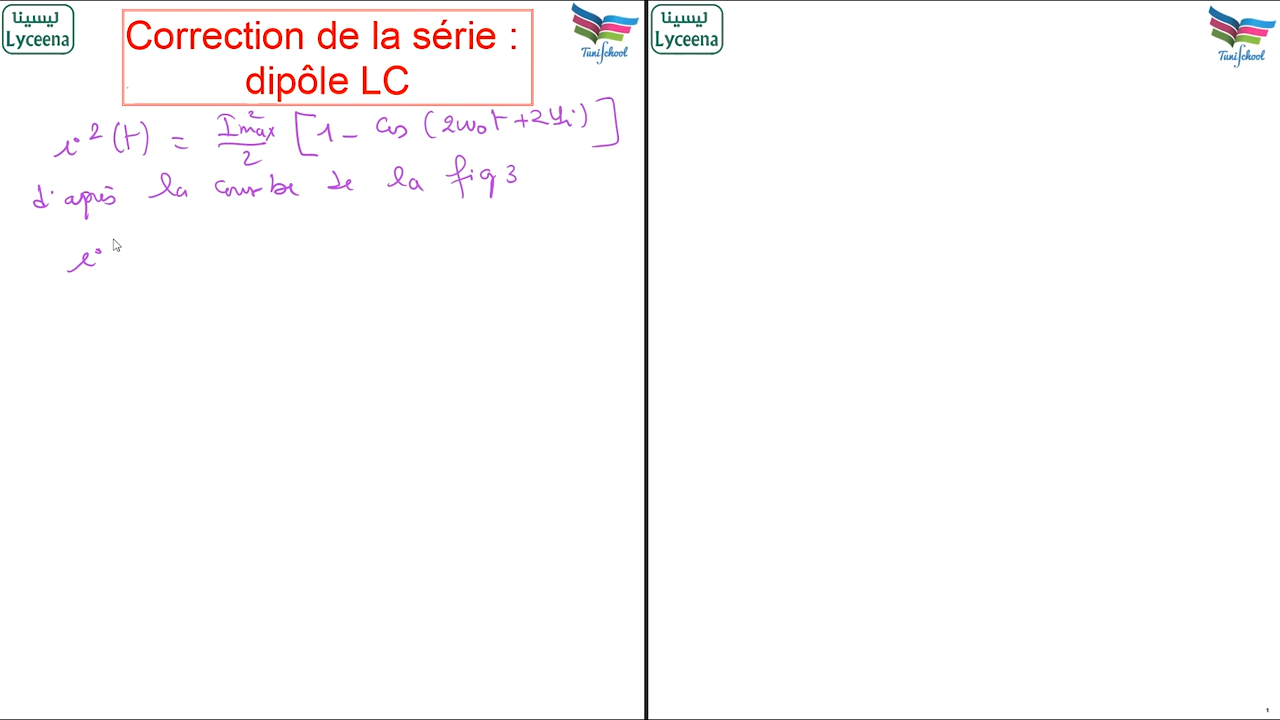 ليسينا
Lyceena
Correction de la série :
dipôle LC
TuniSchool
ليسينا
Lyceena
TuniSchool
i²(t) = I²max/2 [1 - cos (2ω₀t + 2φi)]
d'après la courbe de la fig 3
i
1